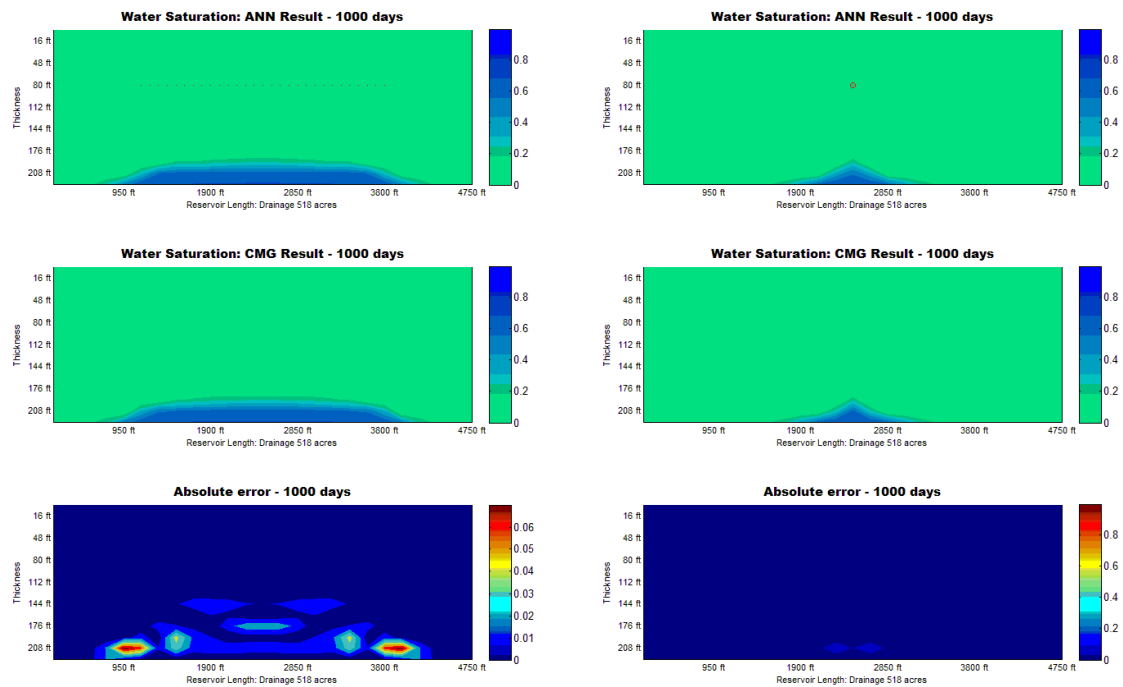 Water Saturation: ANN Result - 1000 days
Thickness
16 ft
48 ft
80 ft
112 ft
144 ft
176 ft
208 ft
950 ft 1900 ft 2850 ft 3800 ft 4750 ft
Reservoir Length: Drainage 518 acres
0.8
0.6
0.4
0.2
0
Water Saturation: ANN Result - 1000 days
Thickness
16 ft
48 ft
80 ft
112 ft
144 ft
176 ft
208 ft
950 ft 1900 ft 2850 ft 3800 ft 4750 ft
Reservoir Length: Drainage 518 acres
0.8
0.6
0.4
0.2
0
Water Saturation: CMG Result - 1000 days
Thickness
16 ft
48 ft
80 ft
112 ft
144 ft
176 ft
208 ft
950 ft 1900 ft 2850 ft 3800 ft 4750 ft
Reservoir Length: Drainage 518 acres
0.8
0.6
0.4
0.2
0
Water Saturation: CMG Result - 1000 days
Thickness
16 ft
48 ft
80 ft
112 ft
144 ft
176 ft
208 ft
950 ft 1900 ft 2850 ft 3800 ft 4750 ft
Reservoir Length: Drainage 518 acres
0.8
0.6
0.4
0.2
0
Absolute error - 1000 days
Thickness
16 ft
48 ft
80 ft
112 ft
144 ft
176 ft
208 ft
950 ft 1900 ft 2850 ft 3800 ft 4750 ft
Reservoir Length: Drainage 518 acres
0.06
0.05
0.04
0.03
0.02
0.01
0
Absolute error - 1000 days
Thickness
16 ft
48 ft
80 ft
112 ft
144 ft
176 ft
208 ft
950 ft 1900 ft 2850 ft 3800 ft 4750 ft
Reservoir Length: Drainage 518 acres
0.8
0.6
0.4
0.2
0